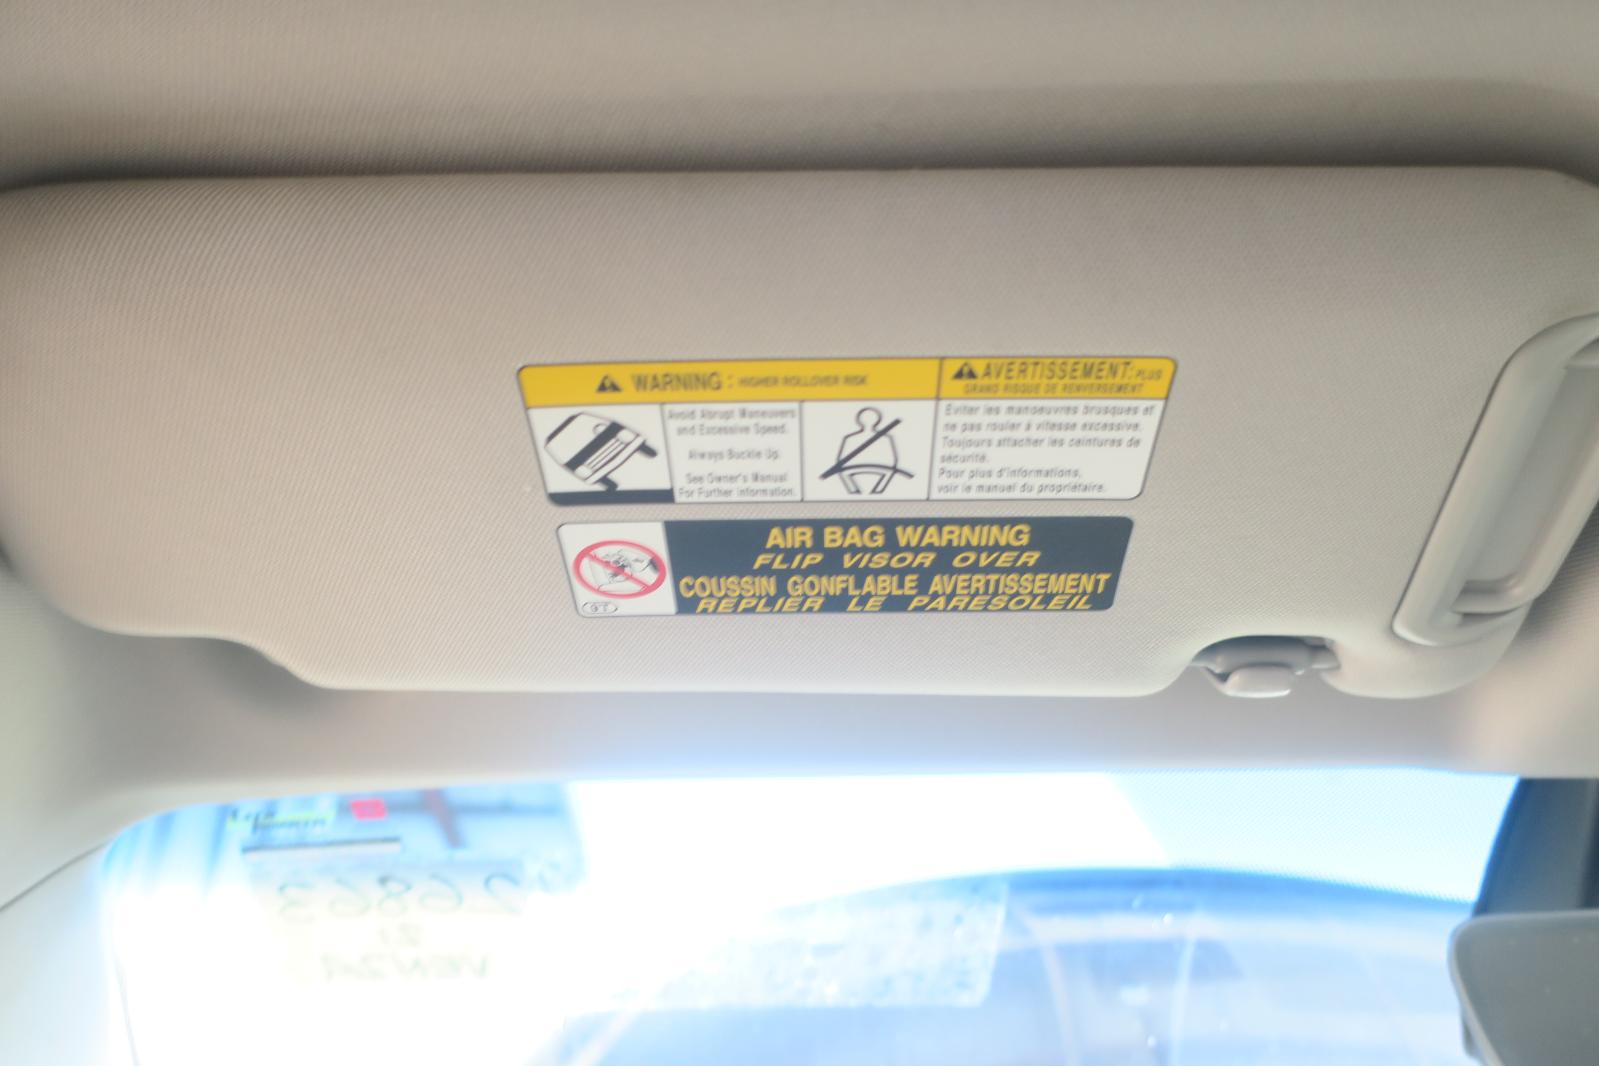 WARNING: HIGHER ROLLOVER RISK
Avoid Abrupt Maneuvers
and Excessive Speed.
Always Buckle Up.
See Owner's Manual
For Further Information.
AVERTISSEMENT: PLUS
GRAND RISQUE DE RENVERSEMENT
Éviter les manoeuvres brusques et
ne pas rouler à vitesse excessive.
Toujours attacher les ceintures de
sécurité.
Pour plus d'informations,
voir le manuel du propriétaire.
AIR BAG WARNING
FLIP VISOR OVER
COUSSIN GONFLABLE AVERTISSEMENT
REPLIER LE PARESOLEIL
26863
21
VENZA